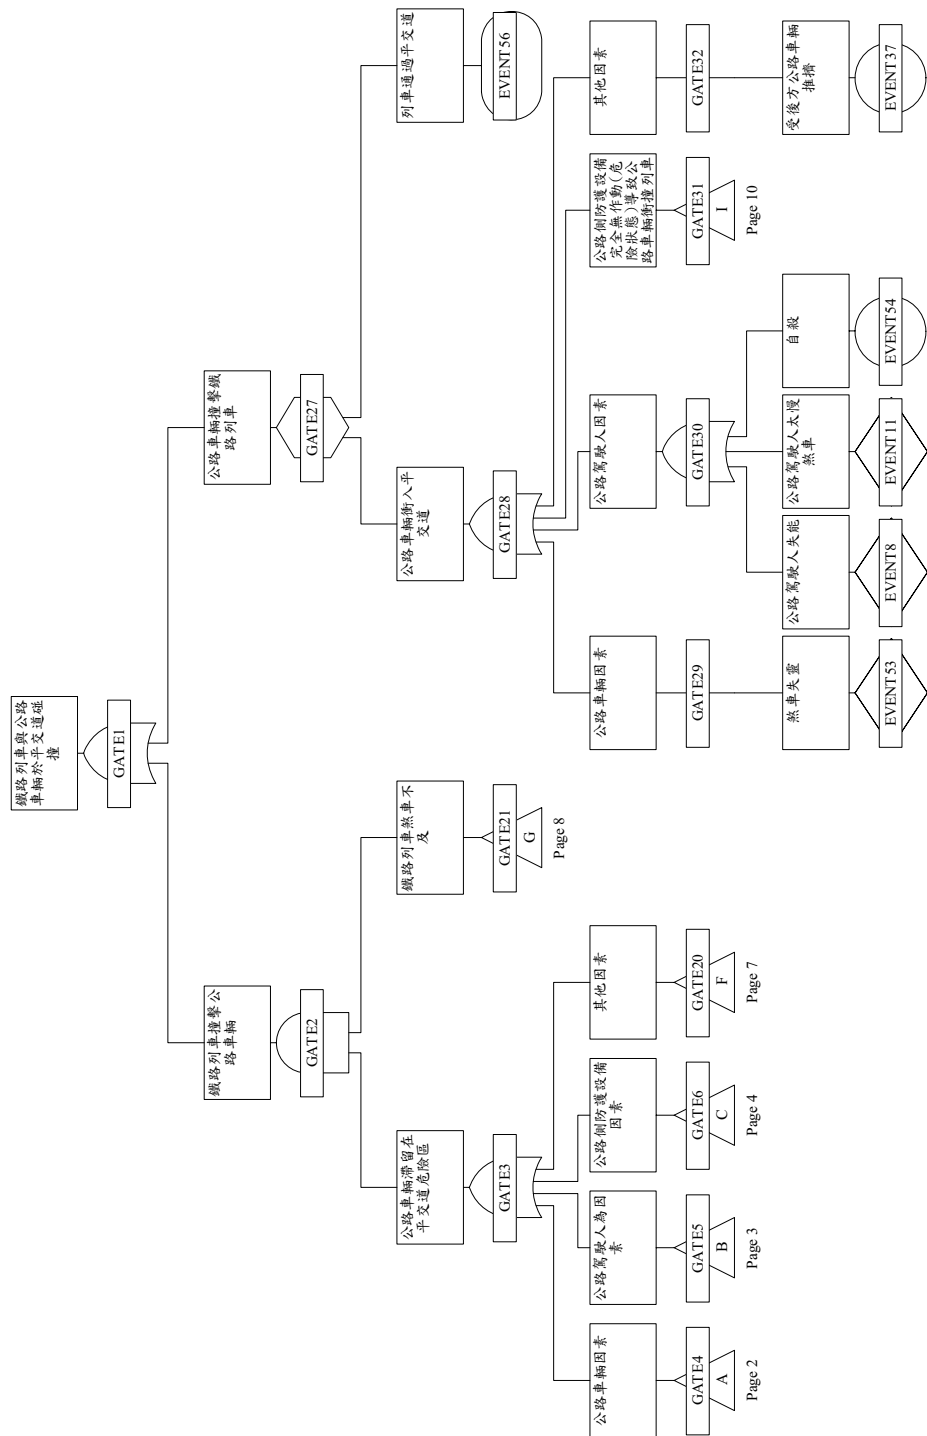 鐵路列車與公路
車輛於平交道碰
撞
GATE1
鐵路列車撞擊公
路車輛
GATE2
公路車輛撞擊鐵
路列車
GATE27
公路車輛滯留在
平交道危險區
GATE3
鐵路列車煞車不
及
GATE21
G
Page 8
公路車輛衝入平
交道
GATE28
列車通過平交道
EVENT56
公路車輛因素
GATE4
A
Page 2
公路駕駛人為因
素
GATE5
B
Page 3
公路側防護設備
因素
GATE6
C
Page 4
其他因素
GATE20
F
Page 7
公路車輛因素
GATE29
公路駕駛人因素
GATE30
公路側防護設備
完全無作動(危
險狀態)導致公
路車輛衝撞列車
GATE31
I
Page 10
其他因素
GATE32
煞車失靈
EVENT53
公路駕駛人失能
EVENT8
公路駕駛人太慢
煞車
EVENT11
自殺
EVENT54
受後方公路車輛
推擠
EVENT37